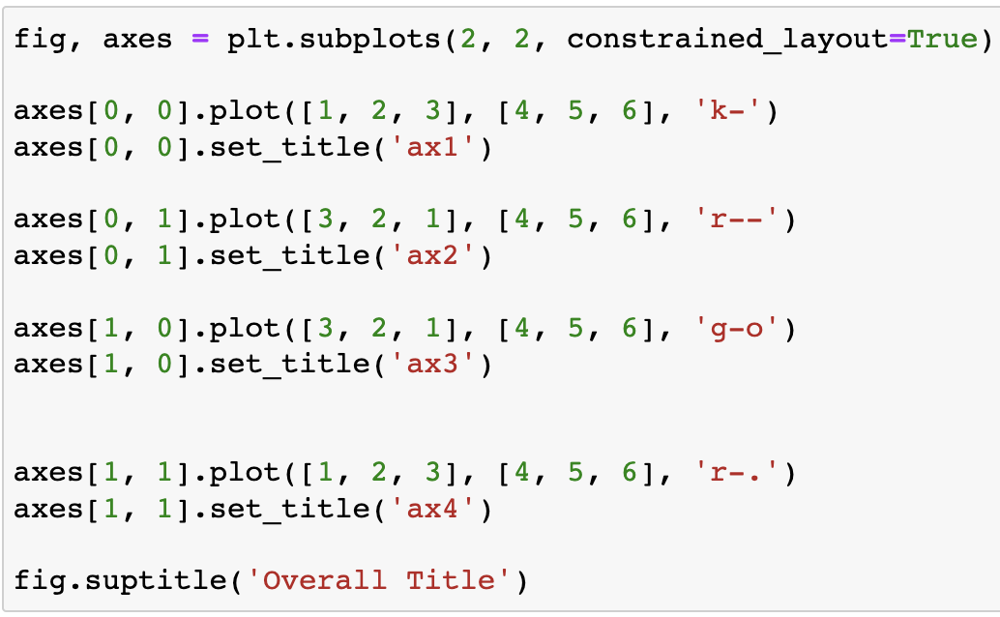 fig, axes = plt.subplots(2, 2, constrained_layout=True)
axes[0, 0].plot([1, 2, 3], [4, 5, 6], 'k-')
axes[0, 0].set_title('ax1')
axes[0, 1].plot([3, 2, 1], [4, 5, 6], 'r--')
axes[0, 1].set_title('ax2')
axes[1, 0].plot([3, 2, 1], [4, 5, 6], 'g-o')
axes[1, 0].set_title('ax3')
axes[1, 1].plot([1, 2, 3], [4, 5, 6], 'r-.')
axes[1, 1].set_title('ax4')
fig.suptitle('Overall Title')